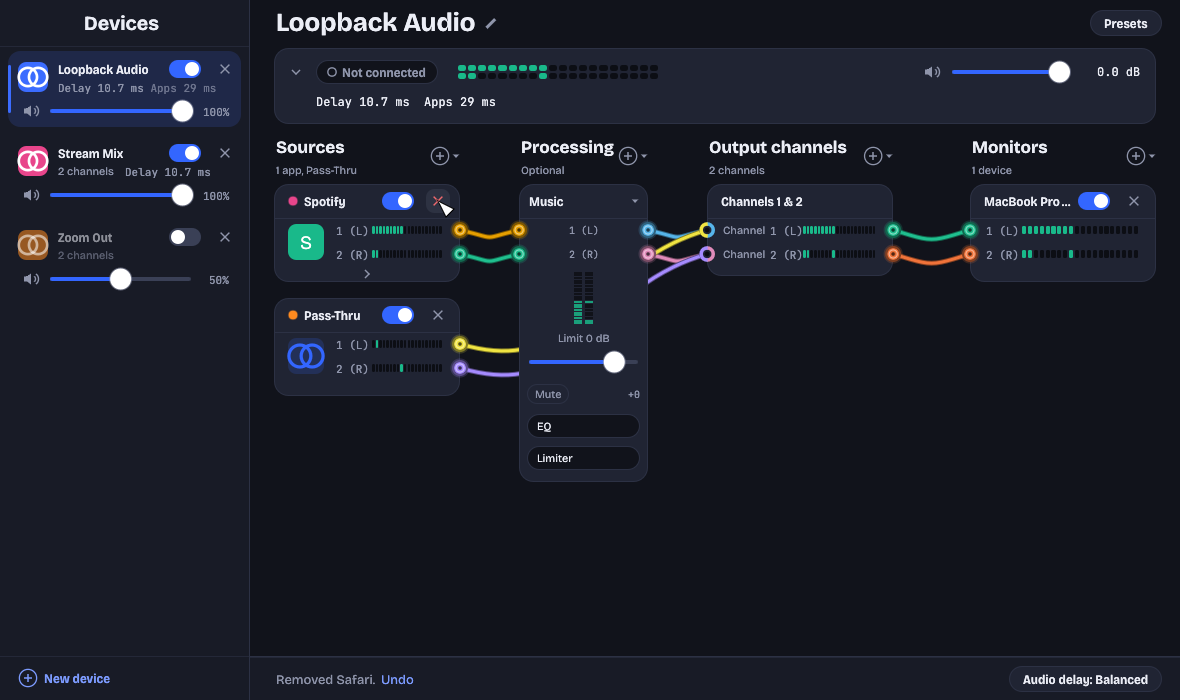 Devices
Loopback Audio
Delay 10.7 ms Apps 29 ms
100%
Stream Mix
2 channels Delay 10.7 ms
100%
Zoom Out
2 channels
50%
New device
Loopback Audio
Presets
Not connected
0.0 dB
Delay 10.7 ms Apps 29 ms
Sources
1 app, Pass-Thru
Processing
Optional
Output channels
2 channels
Monitors
1 device
Spotify
S
1 (L)
2 (R)
Pass-Thru
1 (L)
2 (R)
Music
1 (L)
2 (R)
Limit 0 dB
Mute +0
EQ
Limiter
Channels 1 & 2
Channel 1 (L)
Channel 2 (R)
MacBook Pro ...
1 (L)
2 (R)
Removed Safari. Undo
Audio delay: Balanced